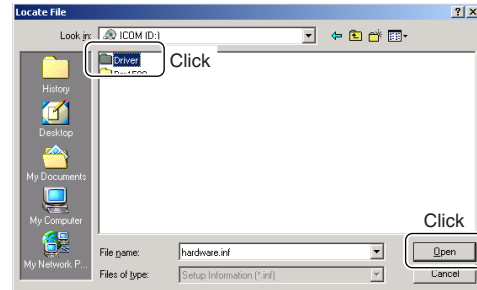 Locate File
Look in: ICOM (D:)
Driver
Click
History
Desktop
My Documents
My Computer
My Network P...
Click
File name: hardware.inf
Open
Files of type: Setup Information (*.inf)
Cancel